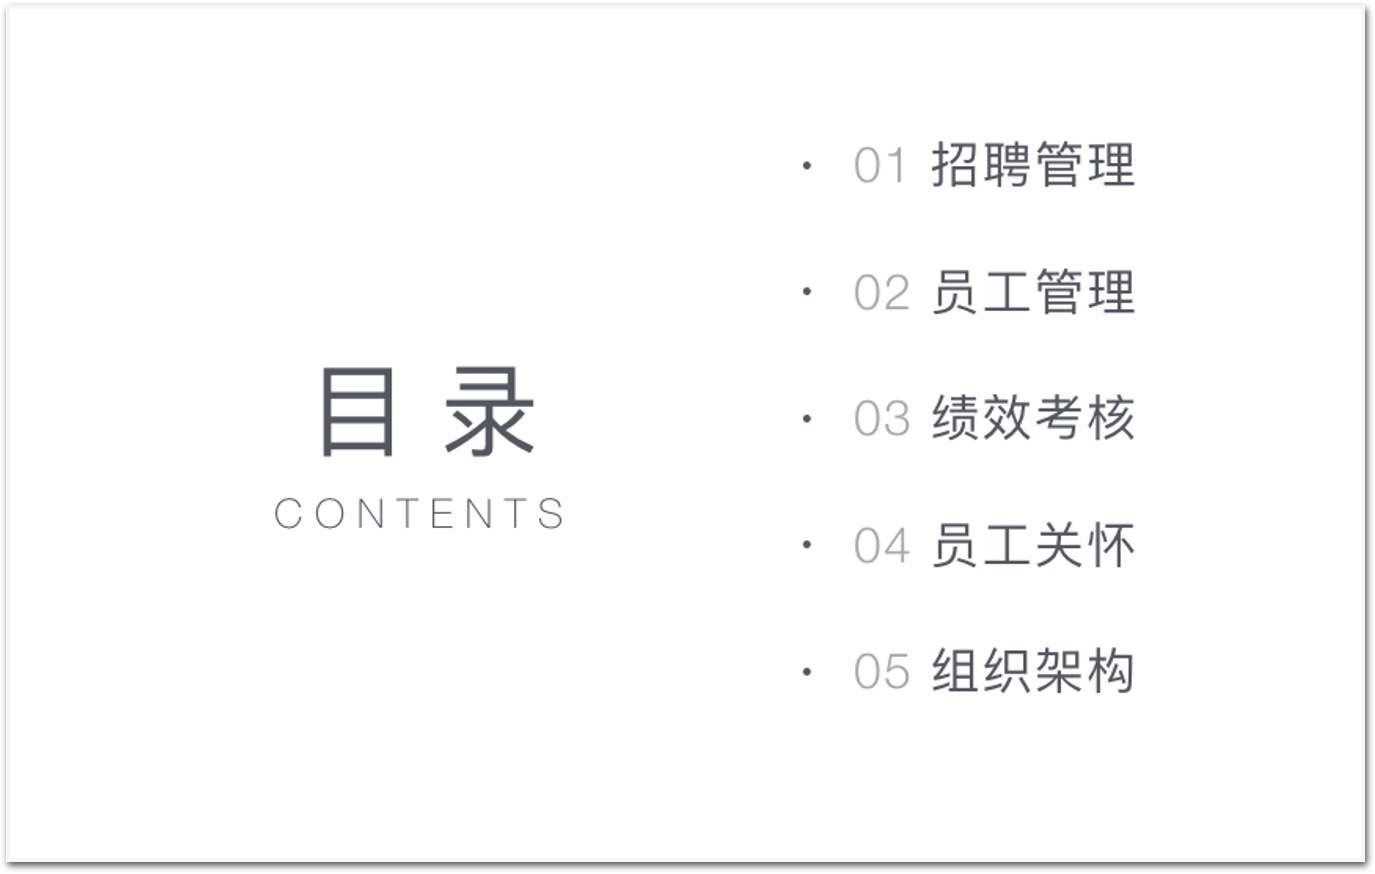 目录
CONTENTS
• 01 招聘管理
• 02 员工管理
• 03 绩效考核
• 04 员工关怀
• 05 组织架构